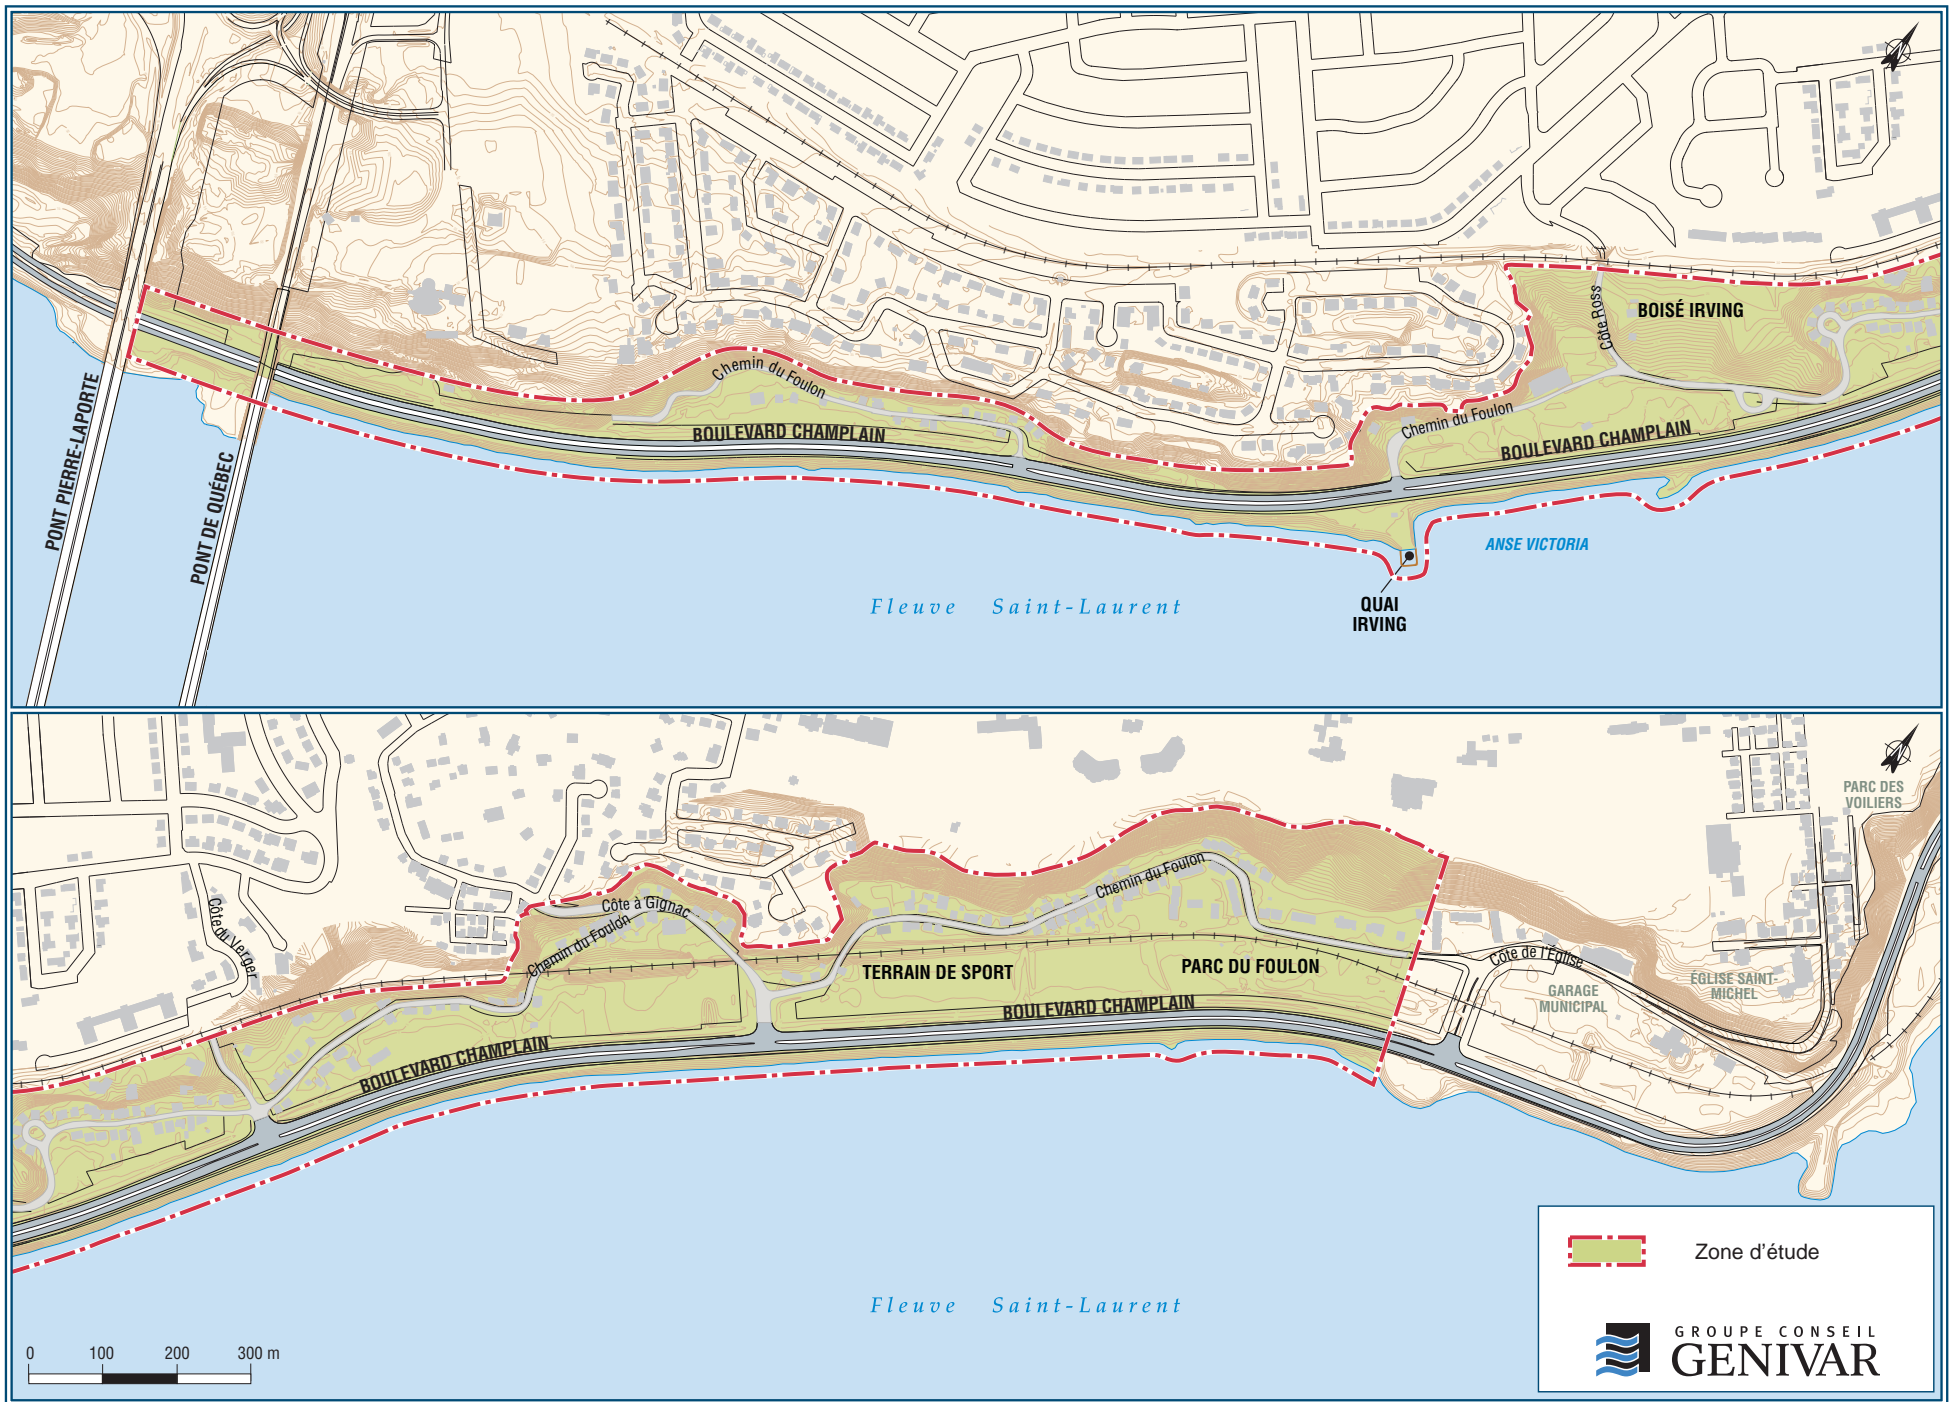 Côte Ross
BOISÉ IRVING
Chemin du Foulon
BOULEVARD CHAMPLAIN
Chemin du Foulon
BOULEVARD CHAMPLAIN
PONT PIERRE-LAPORTE
PONT DE QUÉBEC
ANSE VICTORIA
Fleuve Saint-Laurent
QUAI
IRVING
PARC DES
VOILIERS
Côte du Verger
Côte à Gignac
Chemin du Foulon
Chemin du Foulon
TERRAIN DE SPORT
PARC DU FOULON
BOULEVARD CHAMPLAIN
BOULEVARD CHAMPLAIN
Côte de l'Église
GARAGE
MUNICIPAL
ÉGLISE SAINT-
MICHEL
Fleuve Saint-Laurent
0 100 200 300 m
Zone d'étude
GROUPE CONSEIL
GENIVAR